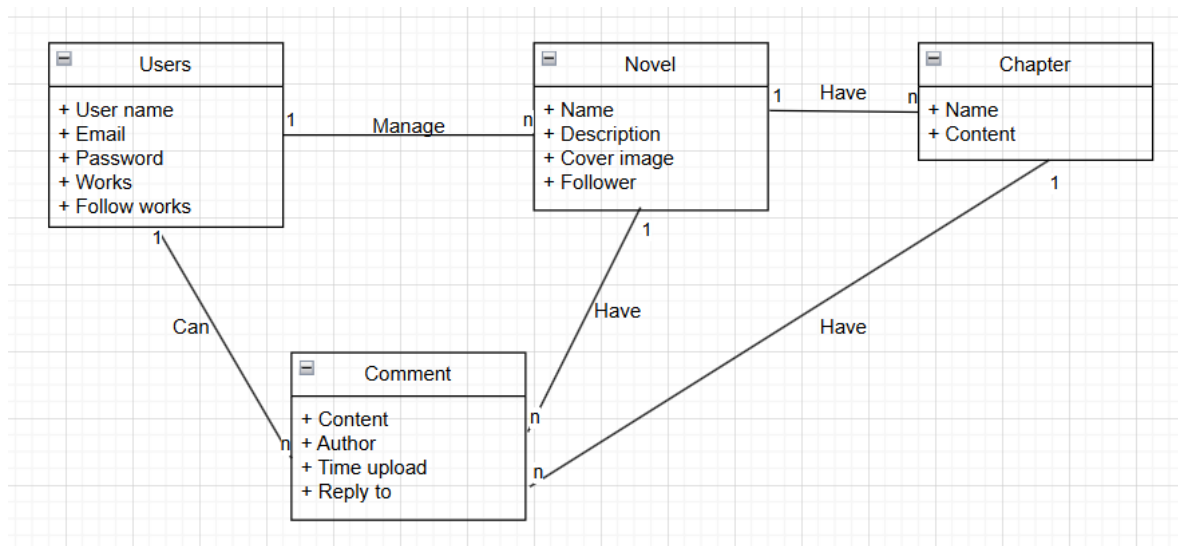 Users
+ User name
+ Email
+ Password
+ Works
+ Follow works
1
Manage
n
Novel
+ Name
+ Description
+ Cover image
+ Follower
1
Have
n
Chapter
+ Name
+ Content
1
Can
n
1
Have
n
1
Have
n
Comment
+ Content
+ Author
+ Time upload
+ Reply to